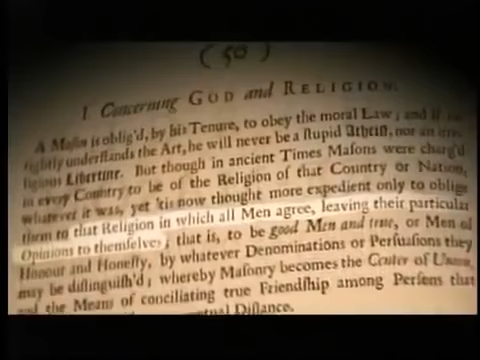 ( 50 )
I. Concerning GOD and RELIGION.
A Maſon is oblig'd, by his Tenure, to obey the moral Law; and if
rightly underſtands the Art, he will never be a ſtupid Atheiſt, nor an
ligious Libertine. But though in ancient Times Maſons were charg'd
in every Country to be of the Religion of that Country or Nation,
whatever it was, yet 'tis now thought more expedient only to oblige
them to that Religion in which all Men agree, leaving their particular
Opinions to themſelves; that is, to be good Men and true, or Men of
Honour and Honeſty, by whatever Denominations or Perſuaſions they
may be diſtinguiſh'd; whereby Maſonry becomes the Center of Union,
and the Means of conciliating true Friendſhip among Perſons that
Diſtance.